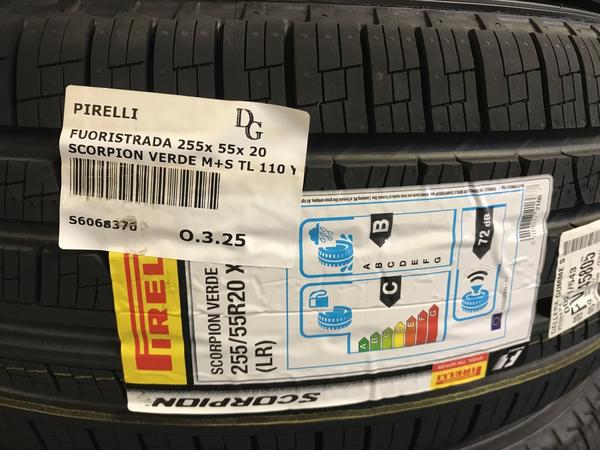 PIRELLI
DG
FUORISTRADA 255x 55x 20
SCORPION VERDE M+S TL 110 Y
S6068370
O.3.25
PIREL
SCORPION VERDE
255/55R20 X
(LR)
B
A
B
C
D
E
F
G
72 dB
C
A
B
C
D
E
F
G
SCORPION
PIRELLI